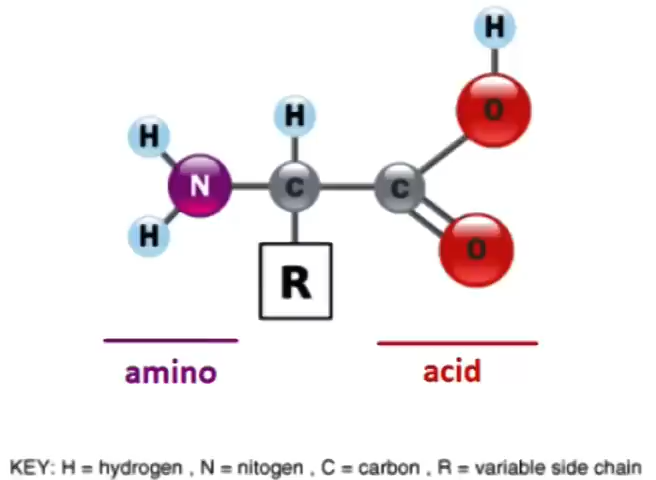 H
O
H
H
N
C
C
H
O
R
amino acid
KEY: H = hydrogen , N = nitogen , C = carbon , R = variable side chain